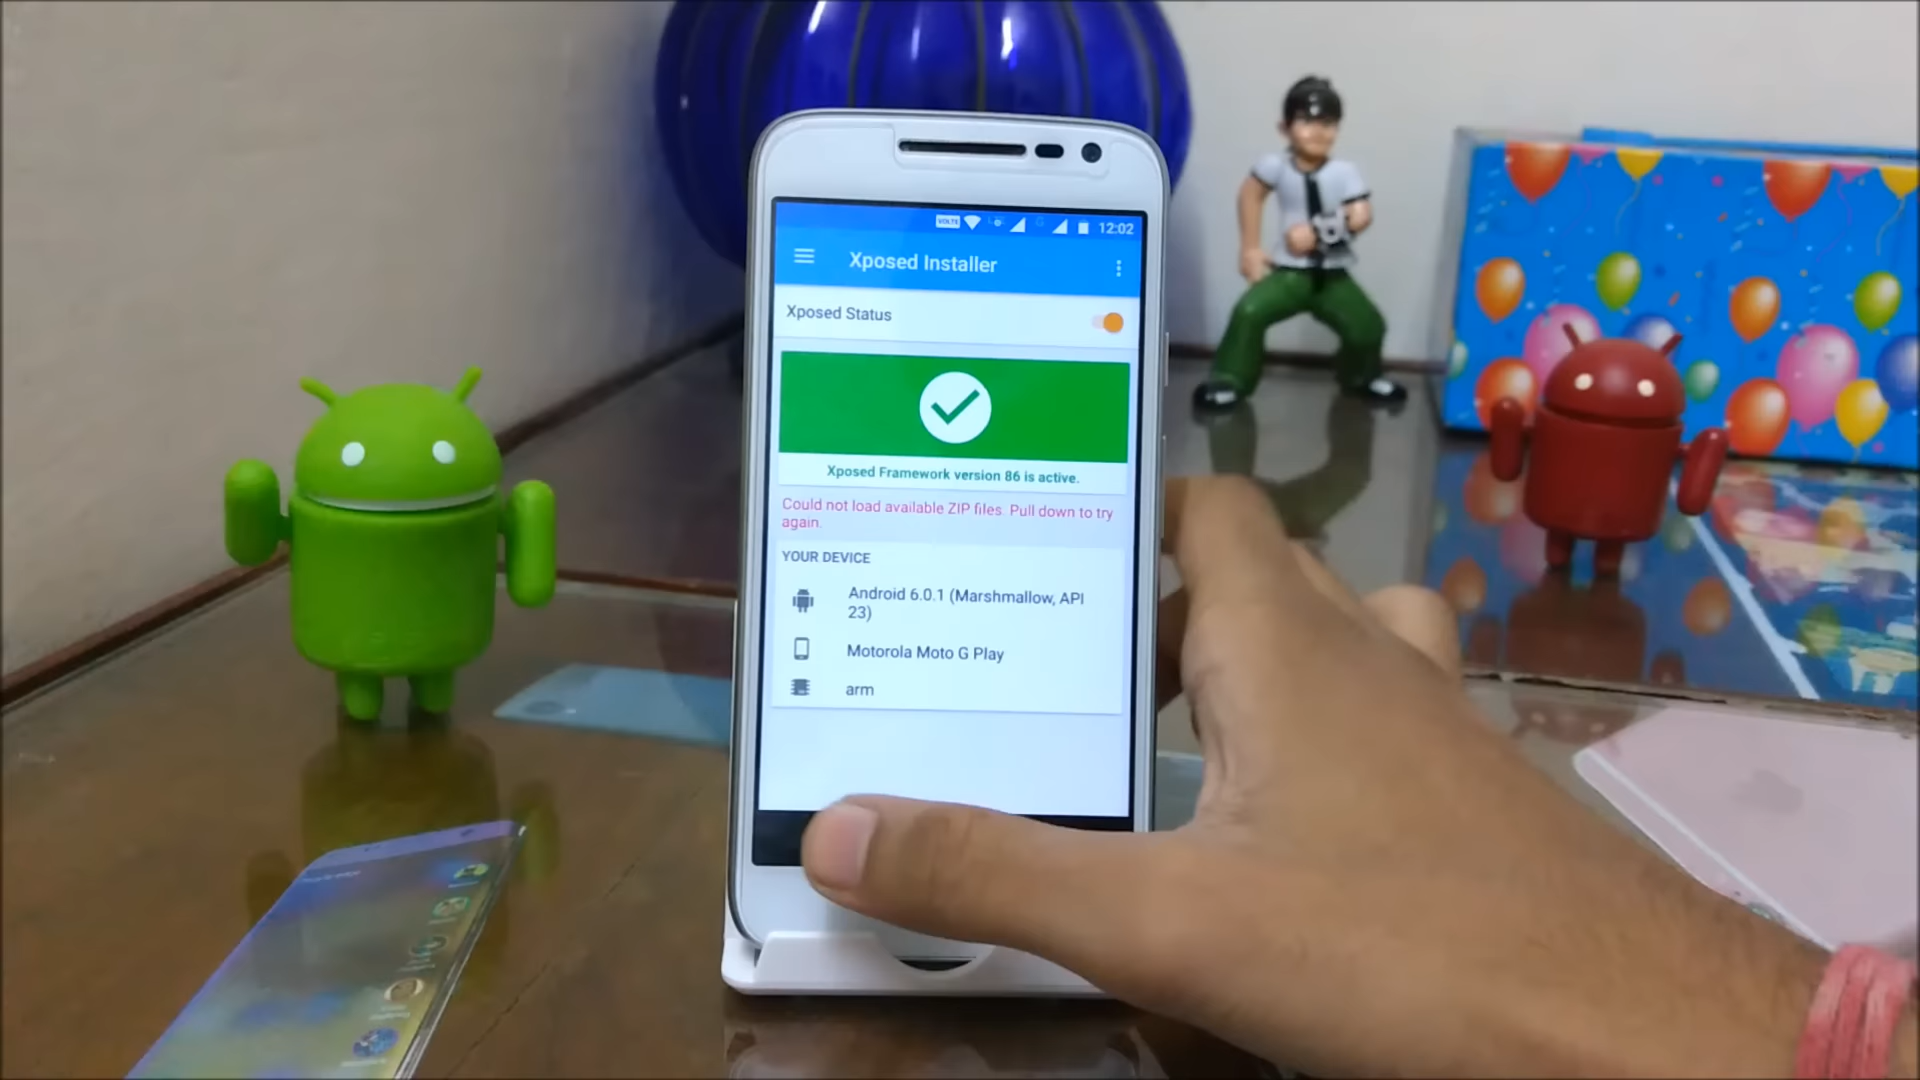 VOLTE 12:02
Xposed Installer
Xposed Status
Xposed Framework version 86 is active.
Could not load available ZIP files. Pull down to try
again.
YOUR DEVICE
Android 6.0.1 (Marshmallow, API
23)
Motorola Moto G Play
arm